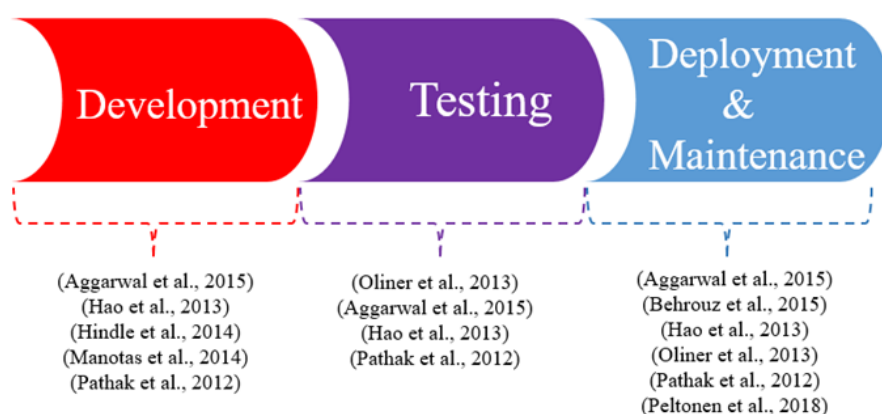 Development
Testing
Deployment
&
Maintenance
(Aggarwal et al., 2015)
(Hao et al., 2013)
(Hindle et al., 2014)
(Manotas et al., 2014)
(Pathak et al., 2012)
(Oliner et al., 2013)
(Aggarwal et al., 2015)
(Hao et al., 2013)
(Pathak et al., 2012)
(Aggarwal et al., 2015)
(Behrouz et al., 2015)
(Hao et al., 2013)
(Oliner et al., 2013)
(Pathak et al., 2012)
(Peltonen et al., 2018)